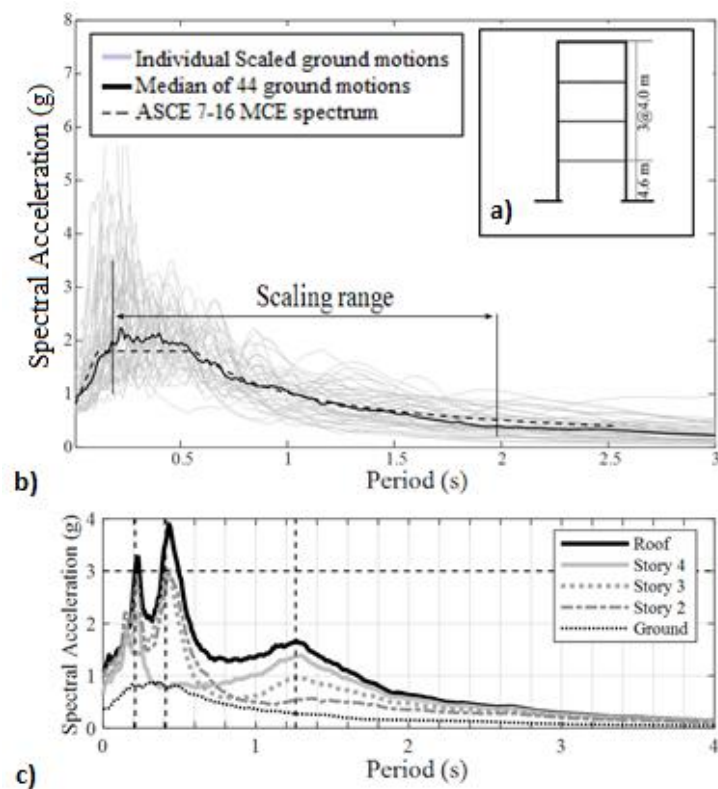 8
7
6
5
4
3
2
1
0
Spectral Acceleration (g)
Individual Scaled ground motions
Median of 44 ground motions
ASCE 7-16 MCE spectrum
3@4.0 m
4.6 m
a)
Scaling range
0.5 1 1.5 2 2.5 3
Period (s)
b)
4
3
2
1
0
Spectral Acceleration (g)
Roof
Story 4
Story 3
Story 2
Ground
0 1 2 3 4
Period (s)
c)